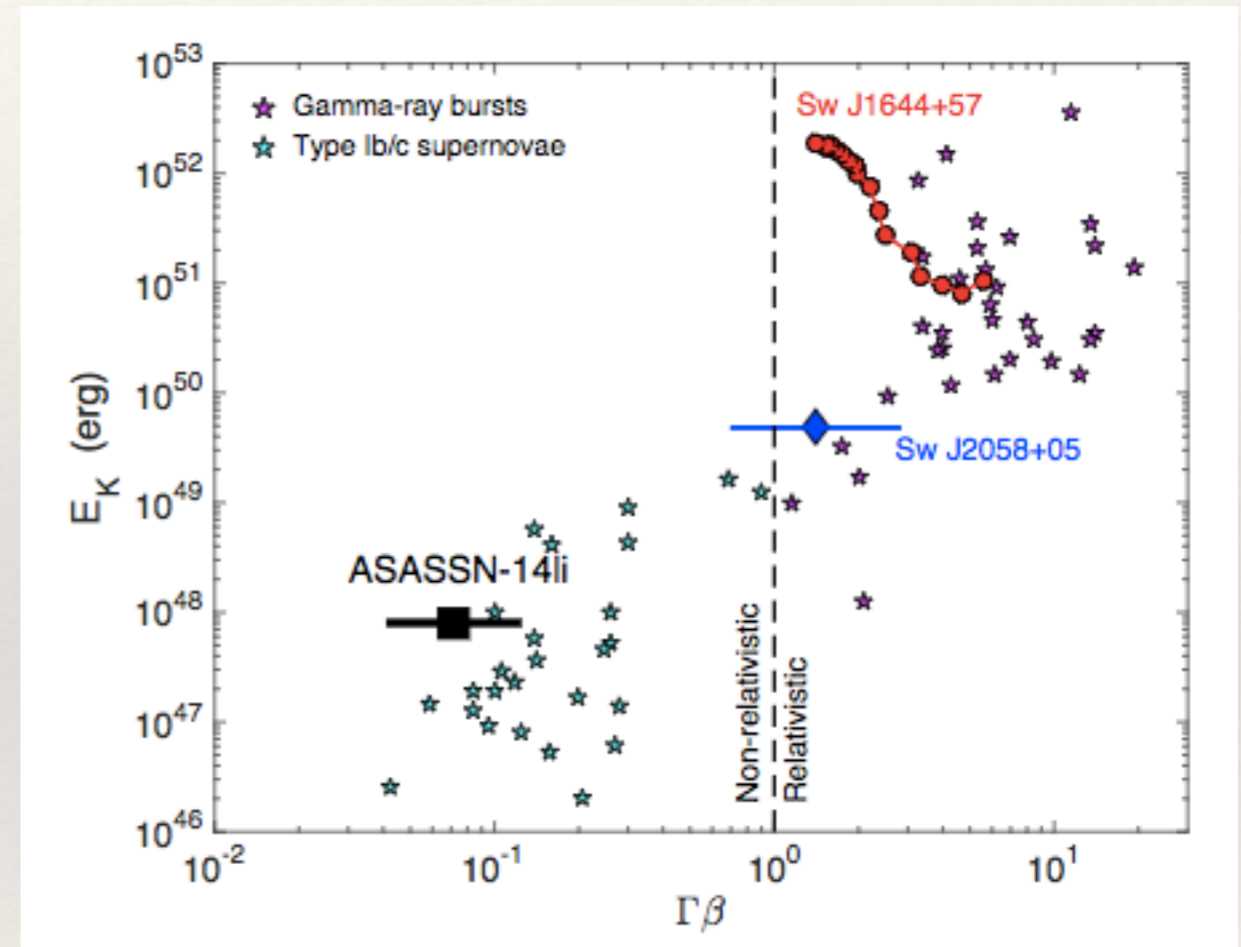 10^53
10^52
10^51
10^50
10^49
10^48
10^47
10^46
E_K (erg)
Gamma-ray bursts
Type Ib/c supernovae
Sw J1644+57
Sw J2058+05
ASASSN-14li
Non-relativistic
Relativistic
10^-2
10^-1
10^0
10^1
Γβ